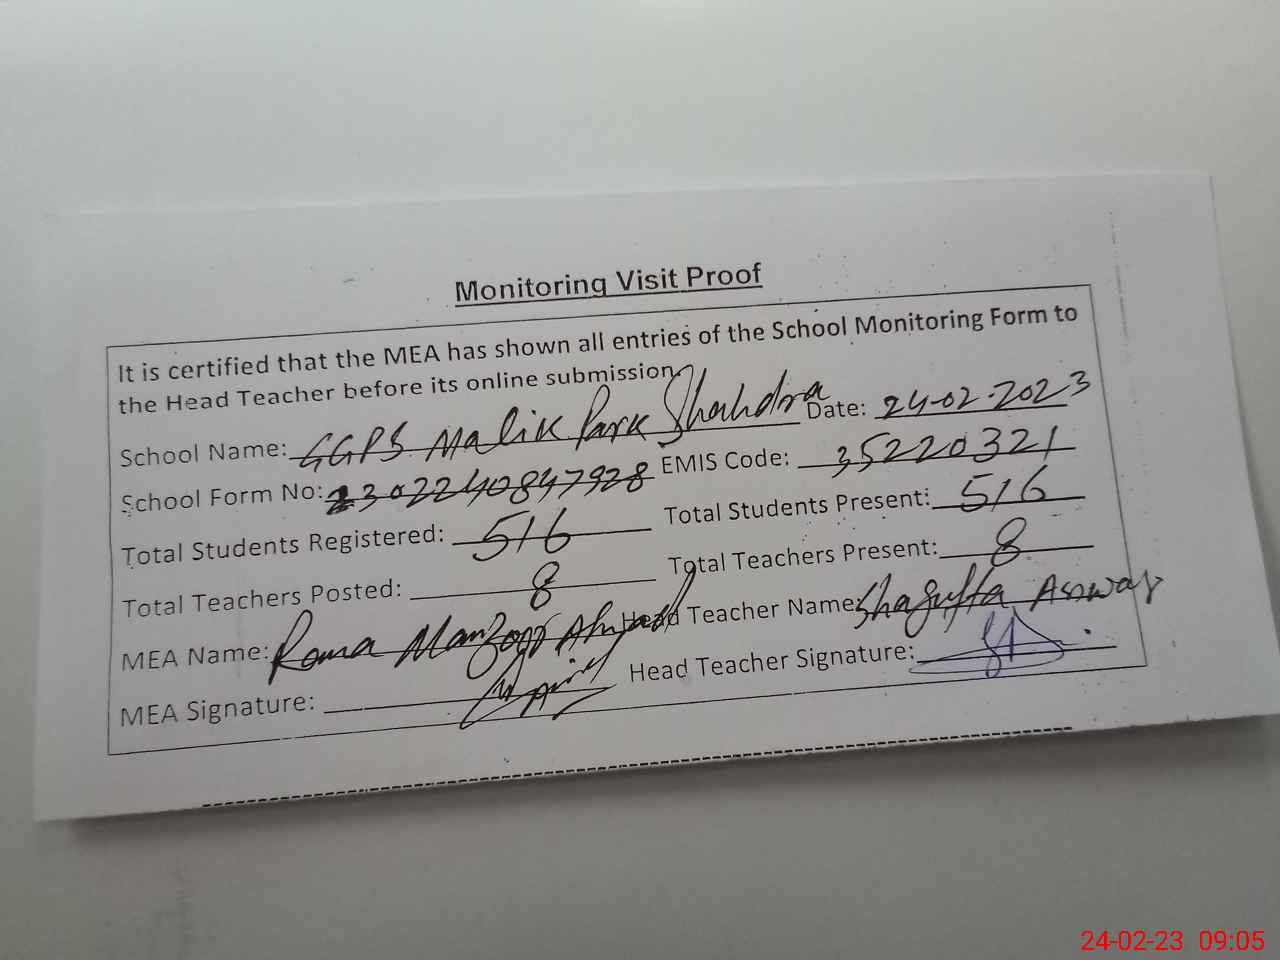 Monitoring Visit Proof
It is certified that the MEA has shown all entries of the School Monitoring Form to
the Head Teacher before its online submission.
School Name: GGPS Malik Park Shahdra Date: 24-02-2023
School Form No: 2302240847928 EMIS Code: 35220321
Total Students Registered: 516 Total Students Present: 516
Total Teachers Posted: 8 Total Teachers Present: 8
MEA Name: Rana Manzoor Ahmad Head Teacher Name: Shagufta
MEA Signature: Head Teacher Signature:
24-02-23 09:05